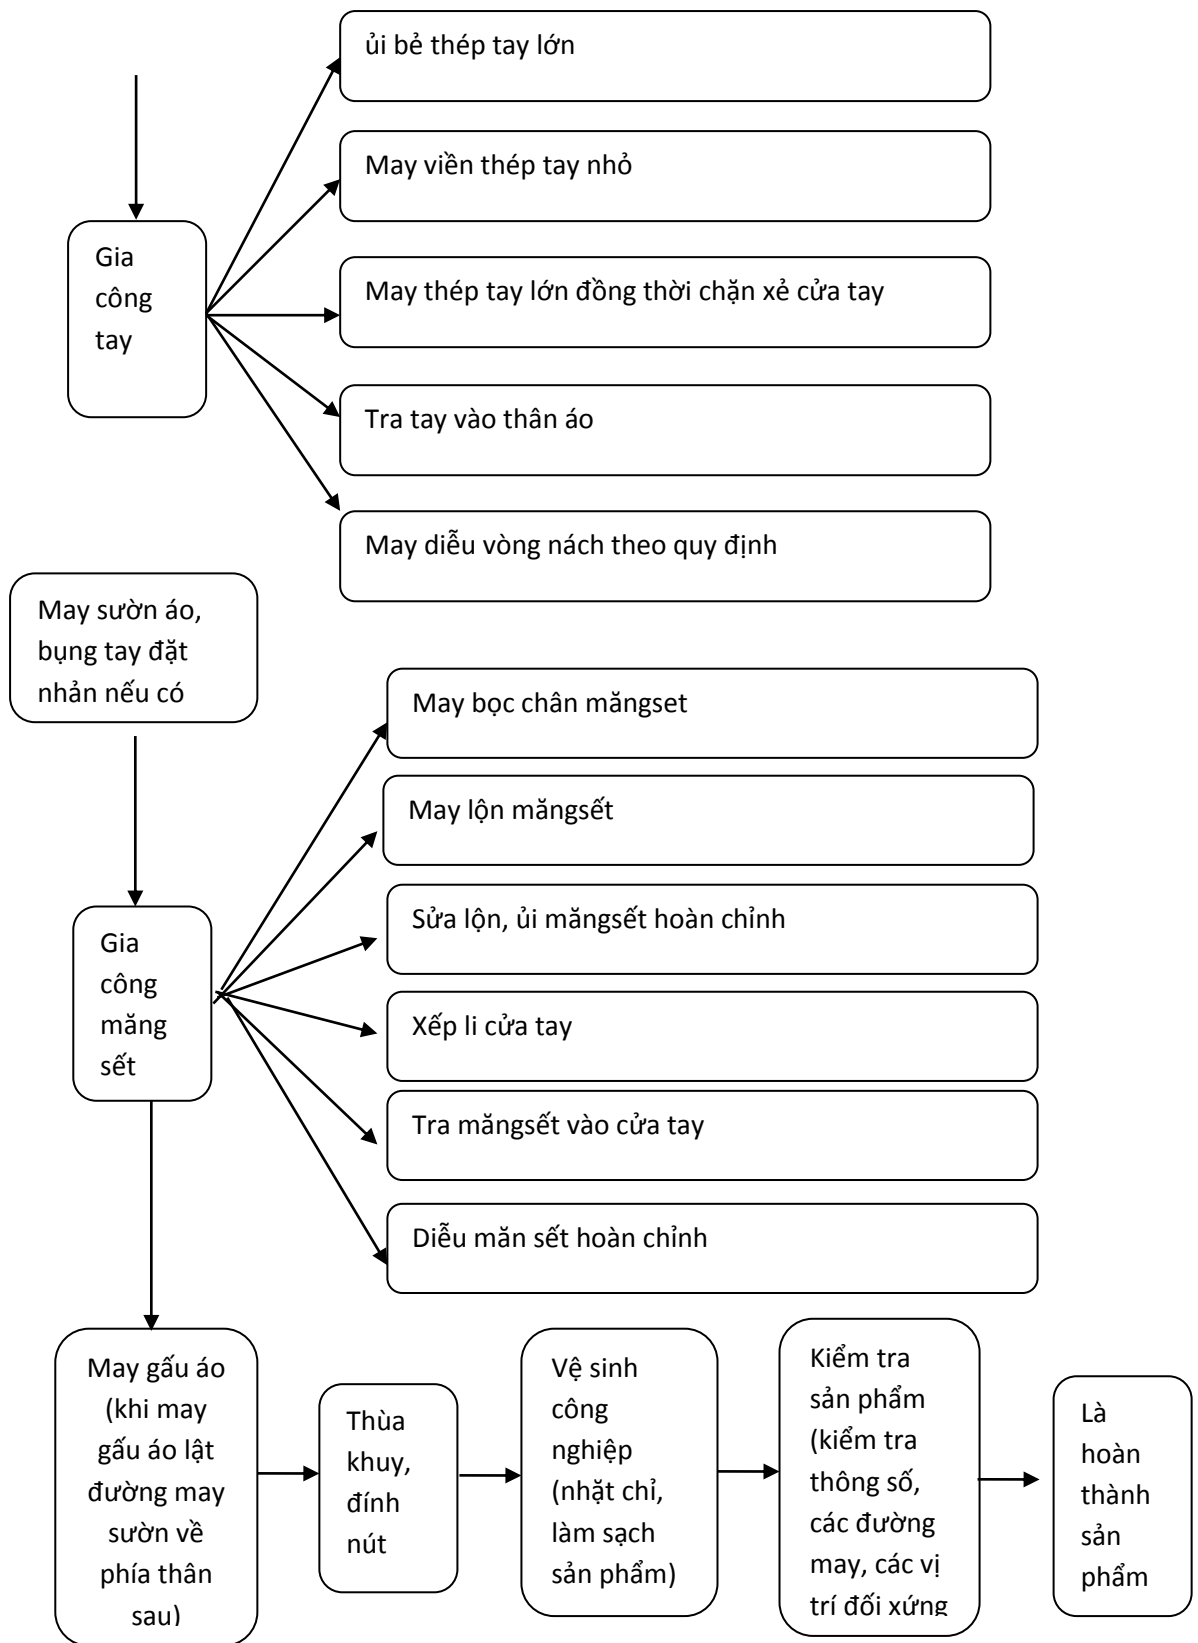 ủi bẻ thép tay lớn
May viền thép tay nhỏ
Gia
công
tay
May thép tay lớn đồng thời chặn xẻ cửa tay
Tra tay vào thân áo
May diễu vòng nách theo quy định
May sườn áo,
bụng tay đặt
nhản nếu có
May bọc chân măngset
May lộn măngsết
Gia
công
măng
sết
Sửa lộn, ủi măngsết hoàn chỉnh
Xếp li cửa tay
Tra măngsết vào cửa tay
Diễu măn sết hoàn chỉnh
May gấu áo
(khi may
gấu áo lật
đường may
sườn về
phía thân
sau)
Thùa
khuy,
đính
nút
Vệ sinh
công
nghiệp
(nhặt chỉ,
làm sạch
sản phẩm)
Kiểm tra
sản phẩm
(kiểm tra
thông số,
các đường
may, các vị
trí đối xứng
Là
hoàn
thành
sản
phẩm